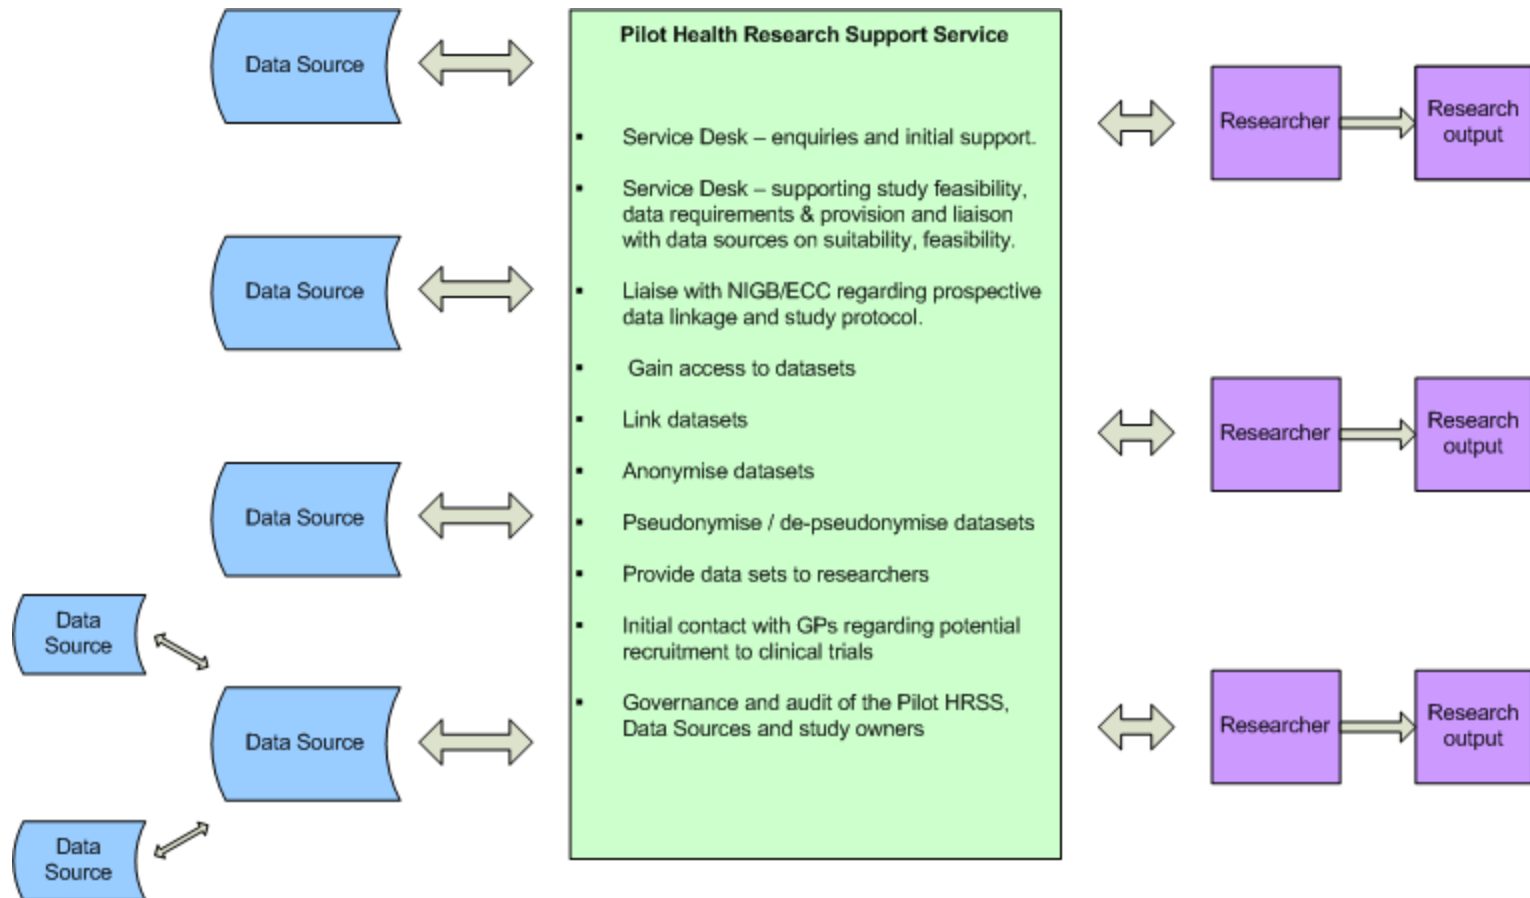 Data Source
Data Source
Data Source
Data
Source
Data Source
Data
Source
Pilot Health Research Support Service
▪ Service Desk – enquiries and initial support.
▪ Service Desk – supporting study feasibility,
data requirements & provision and liaison
with data sources on suitability, feasibility.
▪ Liaise with NIGB/ECC regarding prospective
data linkage and study protocol.
▪ Gain access to datasets
▪ Link datasets
▪ Anonymise datasets
▪ Pseudonymise / de-pseudonymise datasets
▪ Provide data sets to researchers
▪ Initial contact with GPs regarding potential
recruitment to clinical trials
▪ Governance and audit of the Pilot HRSS,
Data Sources and study owners
Researcher
Research
output
Researcher
Research
output
Researcher
Research
output